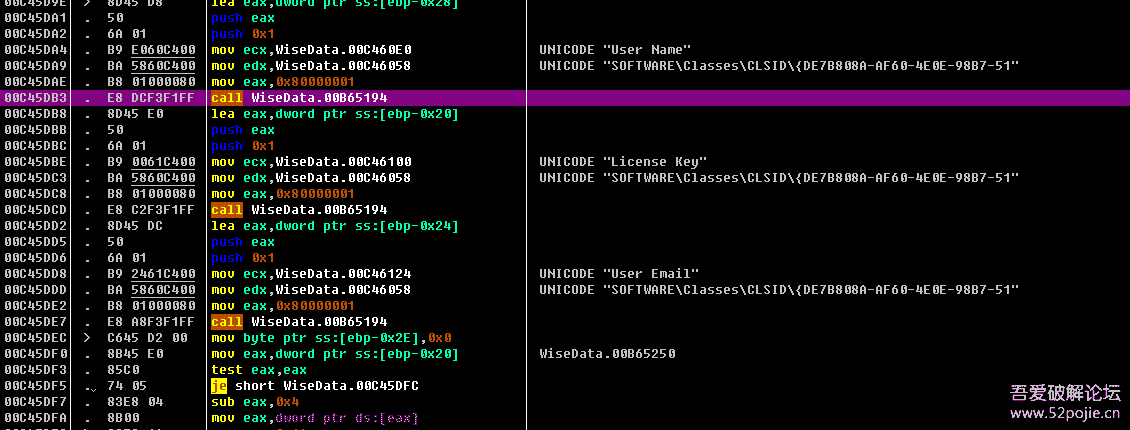 00C45D9E > 8D45 D8 lea eax,dword ptr ss:[ebp-0x28]
00C45DA1 . 50 push eax
00C45DA2 . 6A 01 push 0x1
00C45DA4 . B9 E060C400 mov ecx,WiseData.00C460E0 UNICODE "User Name"
00C45DA9 . BA 5860C400 mov edx,WiseData.00C46058 UNICODE "SOFTWARE\Classes\CLSID\{DE7B808A-AF60-4E0E-98B7-51"
00C45DAE . B8 01000080 mov eax,0x80000001
00C45DB3 . E8 DCF3F1FF call WiseData.00B65194
00C45DB8 . 8D45 E0 lea eax,dword ptr ss:[ebp-0x20]
00C45DBB . 50 push eax
00C45DBC . 6A 01 push 0x1
00C45DBE . B9 0061C400 mov ecx,WiseData.00C46100 UNICODE "License Key"
00C45DC3 . BA 5860C400 mov edx,WiseData.00C46058 UNICODE "SOFTWARE\Classes\CLSID\{DE7B808A-AF60-4E0E-98B7-51"
00C45DC8 . B8 01000080 mov eax,0x80000001
00C45DCD . E8 C2F3F1FF call WiseData.00B65194
00C45DD2 . 8D45 DC lea eax,dword ptr ss:[ebp-0x24]
00C45DD5 . 50 push eax
00C45DD6 . 6A 01 push 0x1
00C45DD8 . B9 2461C400 mov ecx,WiseData.00C46124 UNICODE "User Email"
00C45DDD . BA 5860C400 mov edx,WiseData.00C46058 UNICODE "SOFTWARE\Classes\CLSID\{DE7B808A-AF60-4E0E-98B7-51"
00C45DE2 . B8 01000080 mov eax,0x80000001
00C45DE7 . E8 A8F3F1FF call WiseData.00B65194
00C45DEC > C645 D2 00 mov byte ptr ss:[ebp-0x2E],0x0
00C45DF0 . 8B45 E0 mov eax,dword ptr ss:[ebp-0x20] WiseData.00B65250
00C45DF3 . 85C0 test eax,eax
00C45DF5 . 74 05 je short WiseData.00C45DFC
00C45DF7 . 83E8 04 sub eax,0x4
00C45DFA . 8B00 mov eax,dword ptr ds:[eax]
吾爱破解论坛
www.52pojie.cn